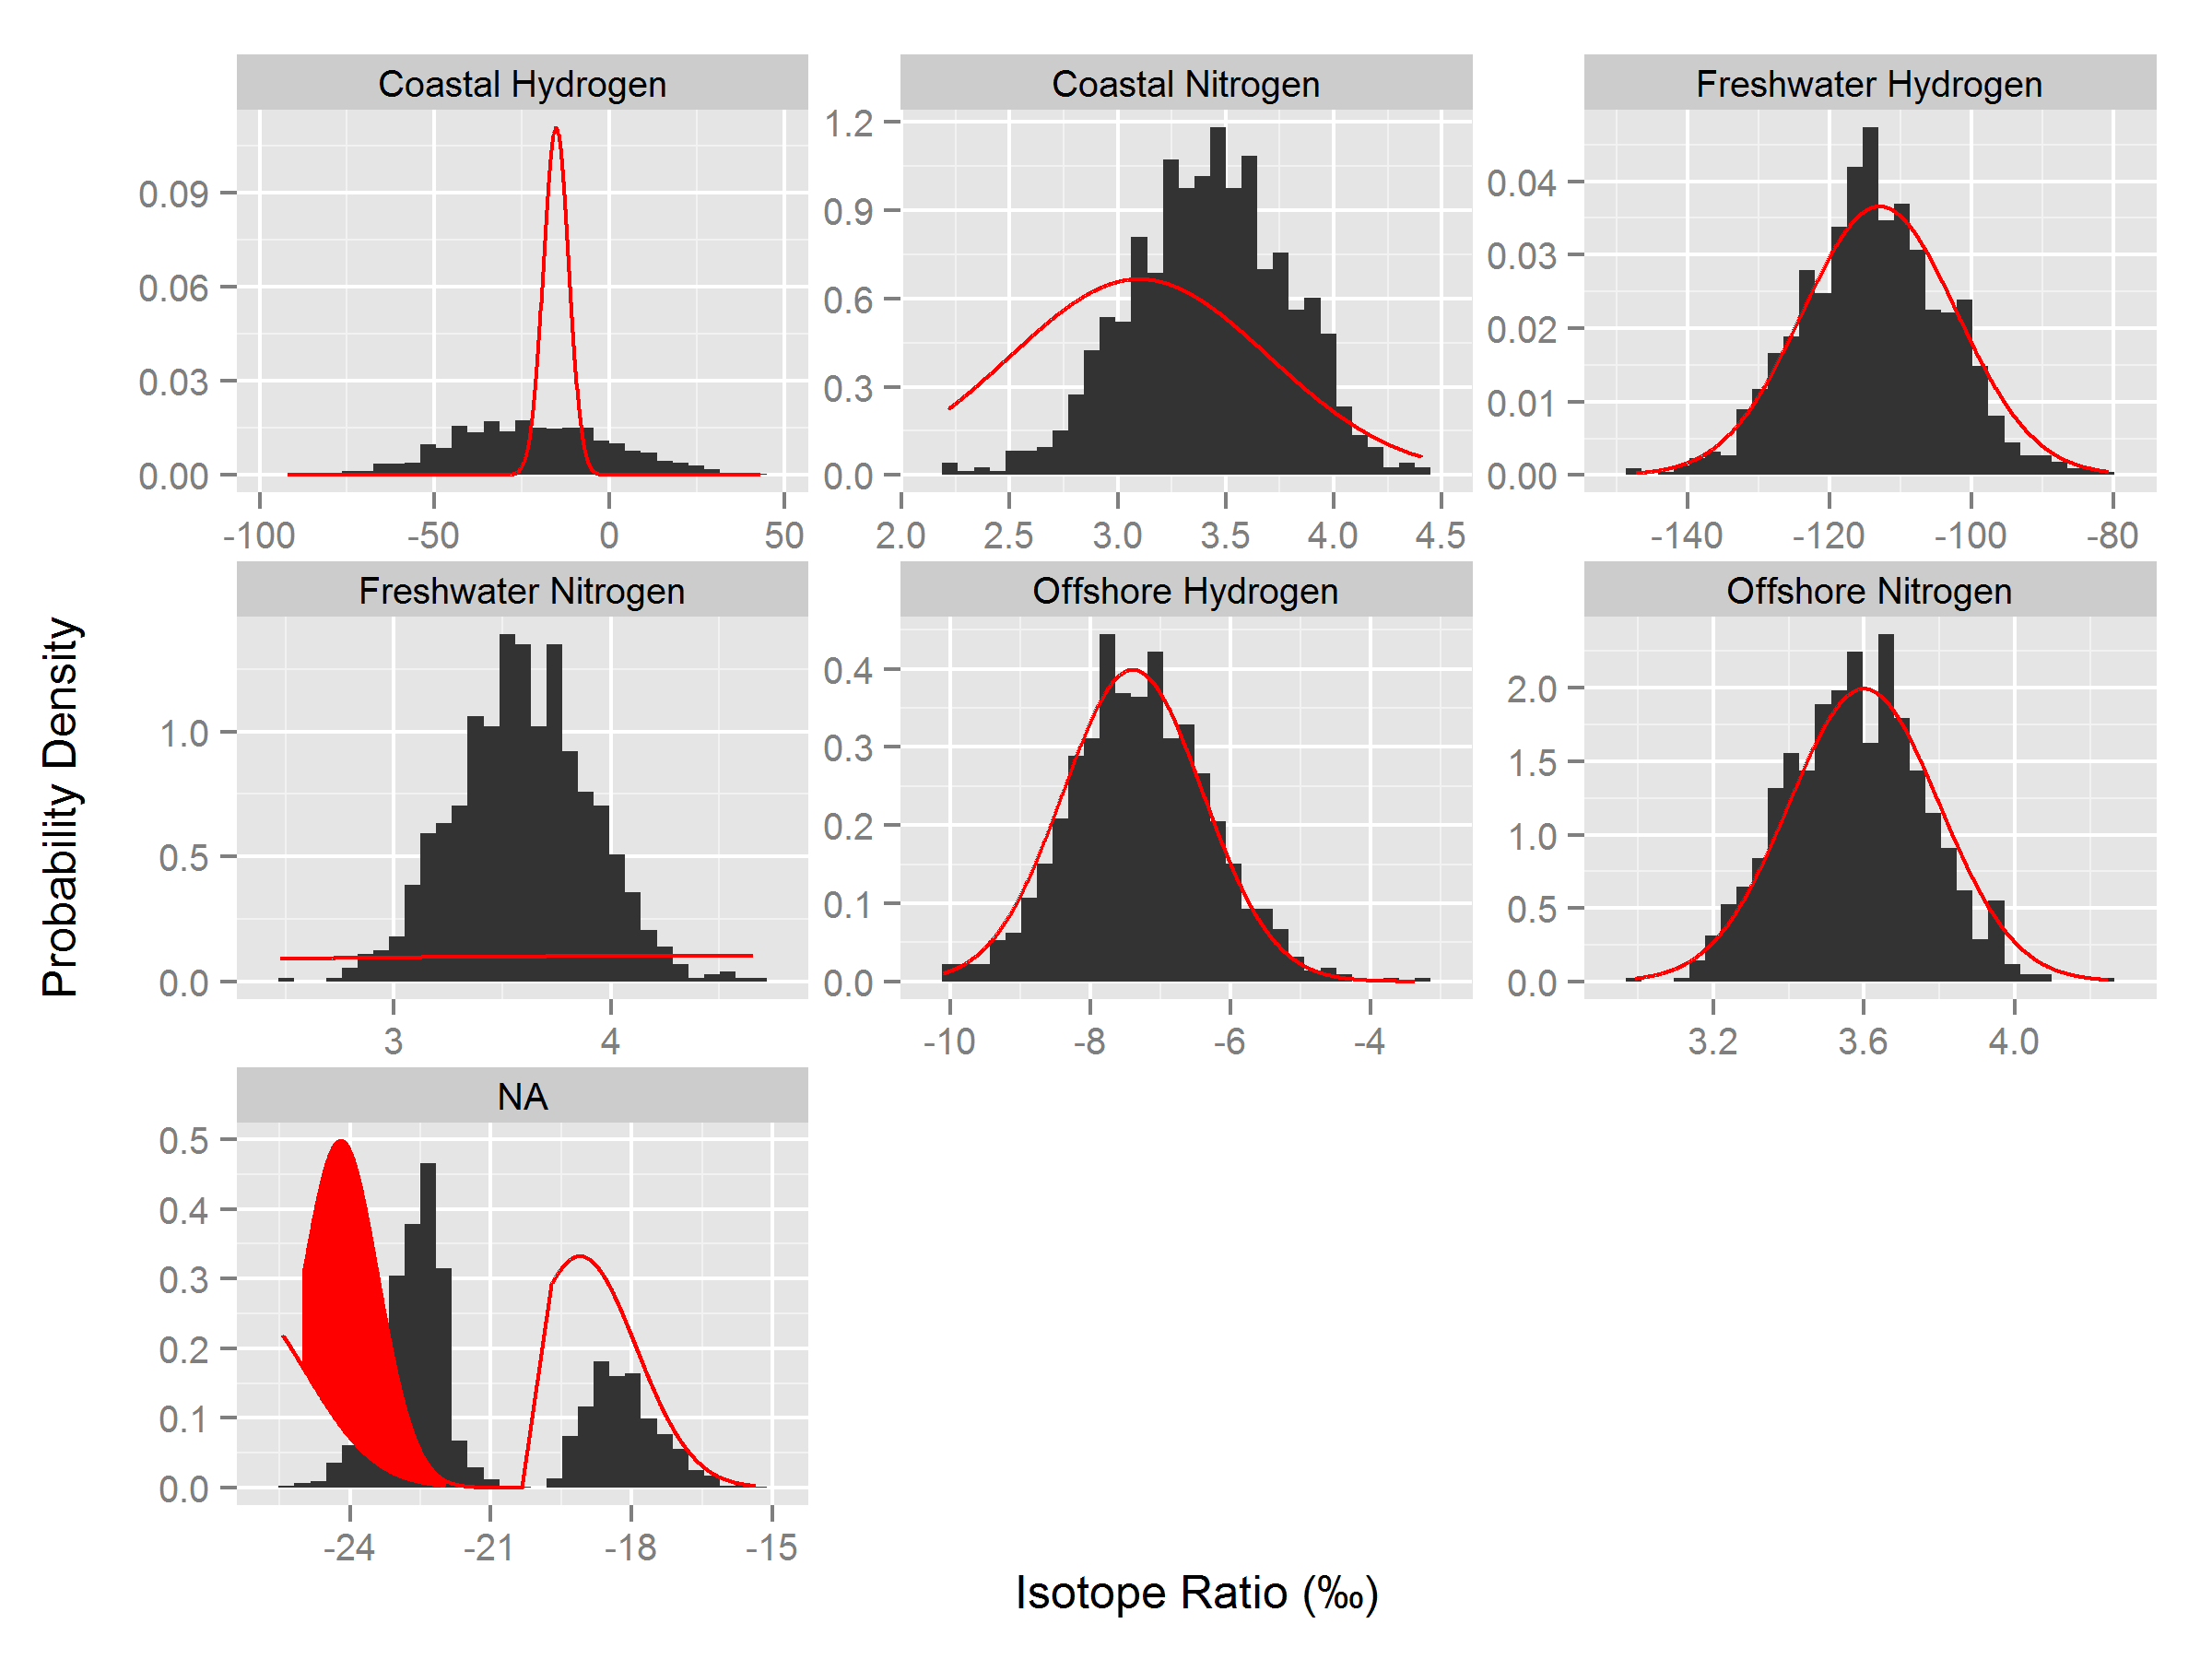 Coastal Hydrogen
Coastal Nitrogen
Freshwater Hydrogen
0.09
0.06
0.03
0.00
-100 -50 0 50
1.2
0.9
0.6
0.3
0.0
2.0 2.5 3.0 3.5 4.0 4.5
0.04
0.03
0.02
0.01
0.00
-140 -120 -100 -80
Freshwater Nitrogen
Offshore Hydrogen
Offshore Nitrogen
Probability Density
1.0
0.5
0.0
3 4
0.4
0.3
0.2
0.1
0.0
-10 -8 -6 -4
2.0
1.5
1.0
0.5
0.0
3.2 3.6 4.0
NA
0.5
0.4
0.3
0.2
0.1
0.0
-24 -21 -18 -15
Isotope Ratio (‰)